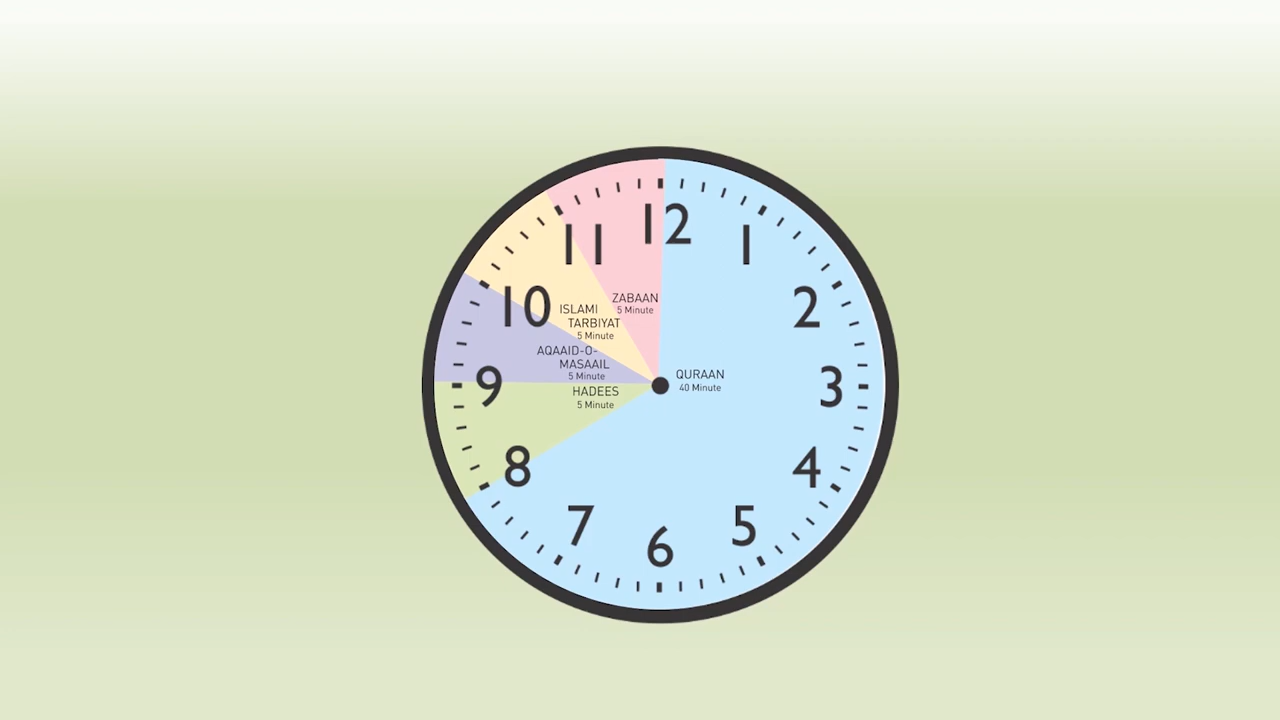 12
1
2
3
4
5
6
7
8
9
10
11
ZABAAN
5 Minute
ISLAMI
TARBIYAT
5 Minute
AQAAID-O-
MASAAIL
5 Minute
HADEES
5 Minute
QURAAN
40 Minute